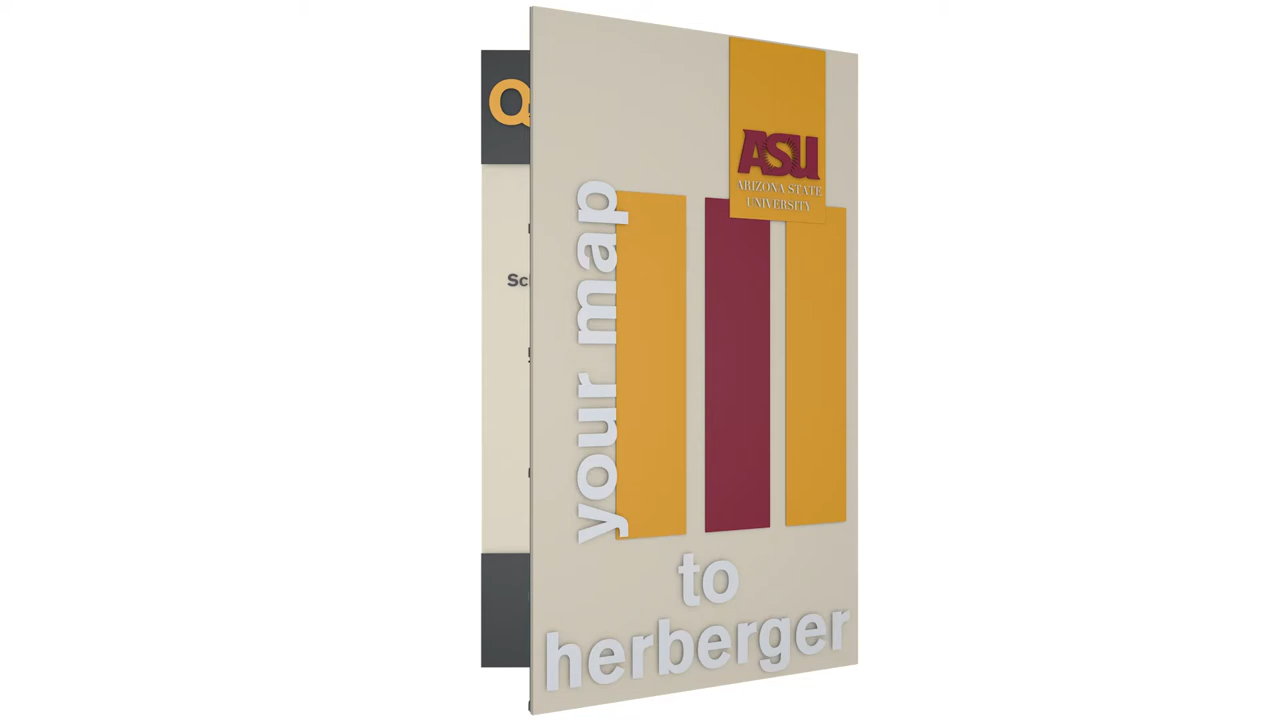 ASU
ARIZONA STATE
UNIVERSITY
your map
to
herberger